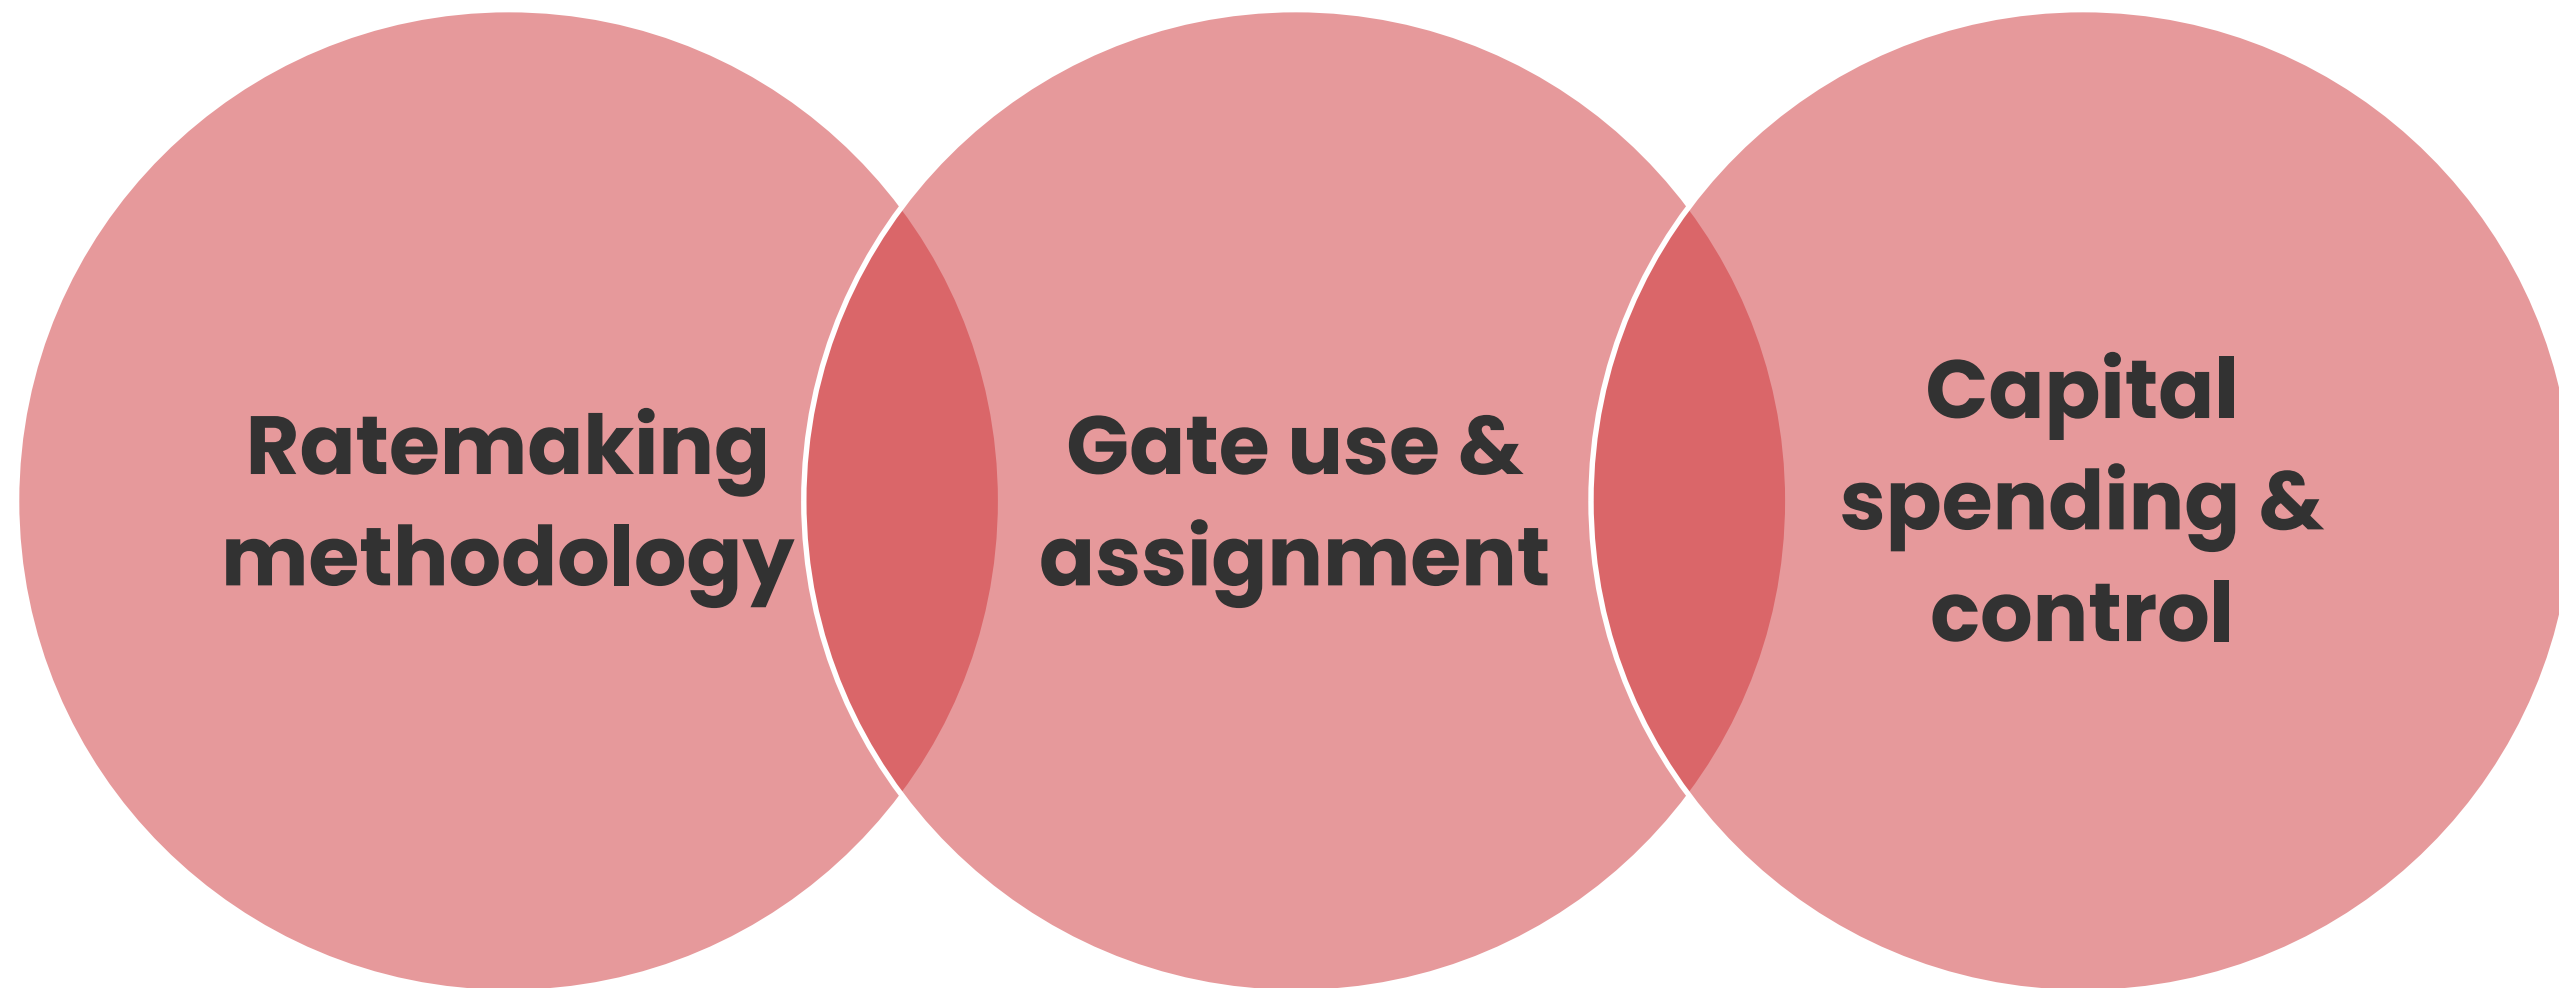 Ratemaking
methodology
Gate use &
assignment
Capital
spending &
control